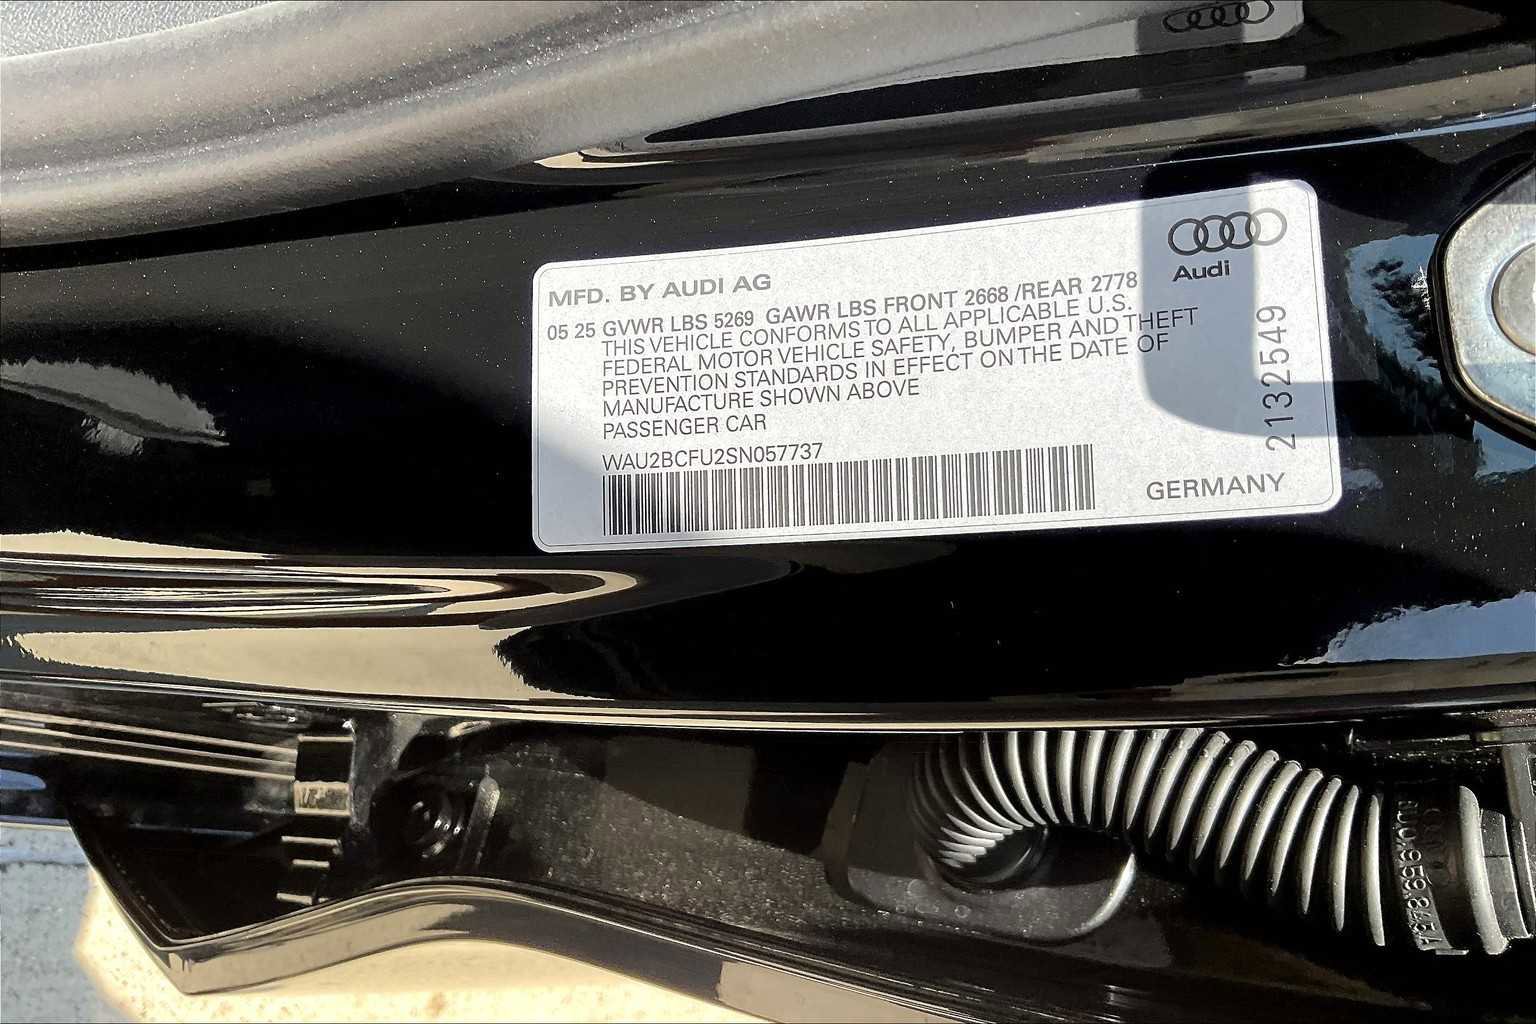 MFD. BY AUDI AG
05 25 GVWR LBS 5269 GAWR LBS FRONT 2668 /REAR 2778
THIS VEHICLE CONFORMS TO ALL APPLICABLE U.S.
FEDERAL MOTOR VEHICLE SAFETY, BUMPER AND THEFT
PREVENTION STANDARDS IN EFFECT ON THE DATE OF
MANUFACTURE SHOWN ABOVE
PASSENGER CAR
WAU2BCFU2SN057737
Audi
2132549
GERMANY